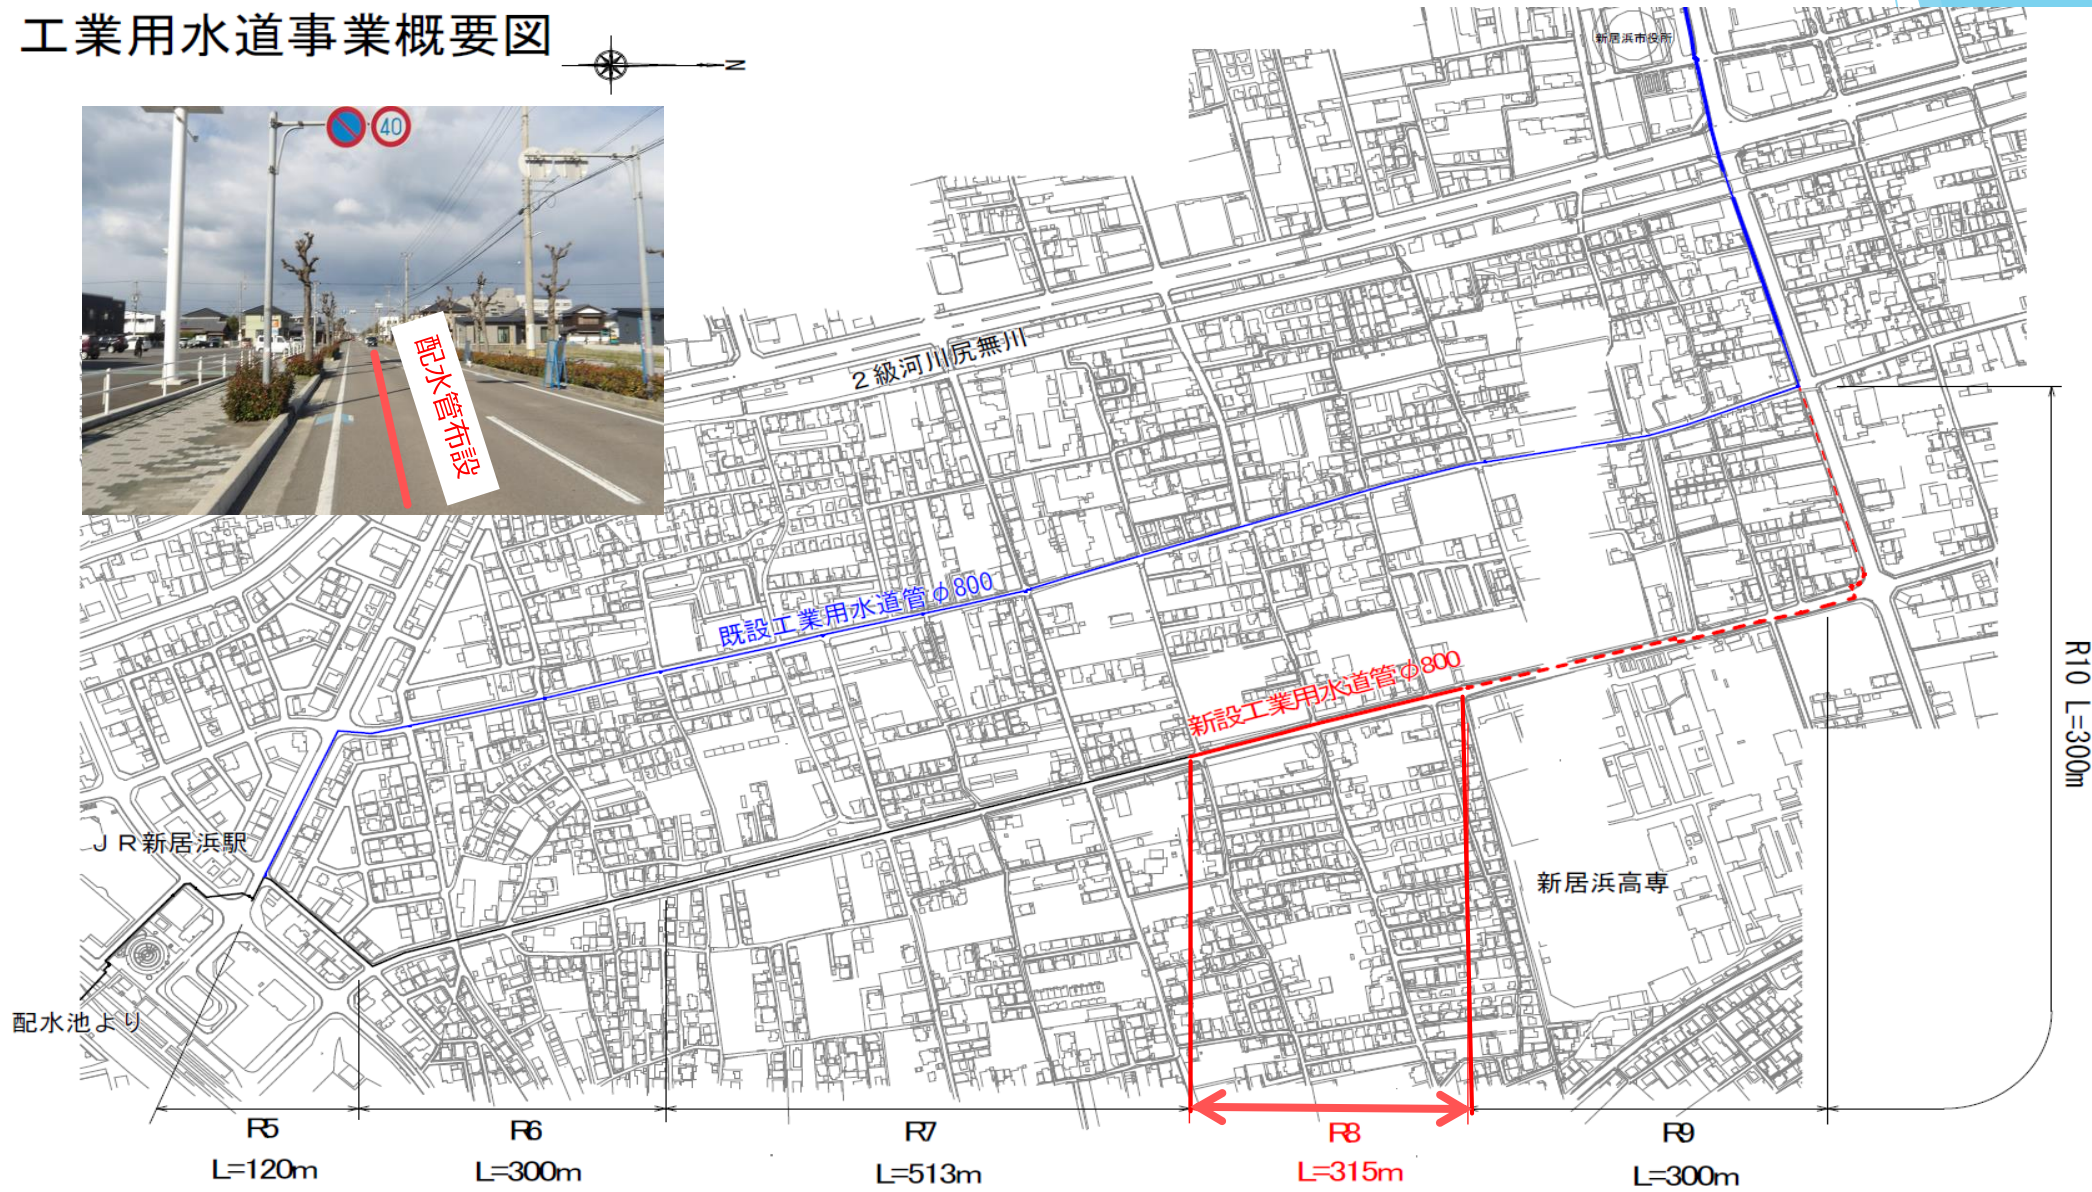 工業用水道事業概要図
N
新居浜市役所
40
配水管布設
2級河川尻無川
既設工業用水道管φ800
新設工業用水道管φ800
R10 L=300m
JR新居浜駅
新居浜高専
配水池より
R5
L=120m
R6
L=300m
R7
L=513m
R8
L=315m
R9
L=300m